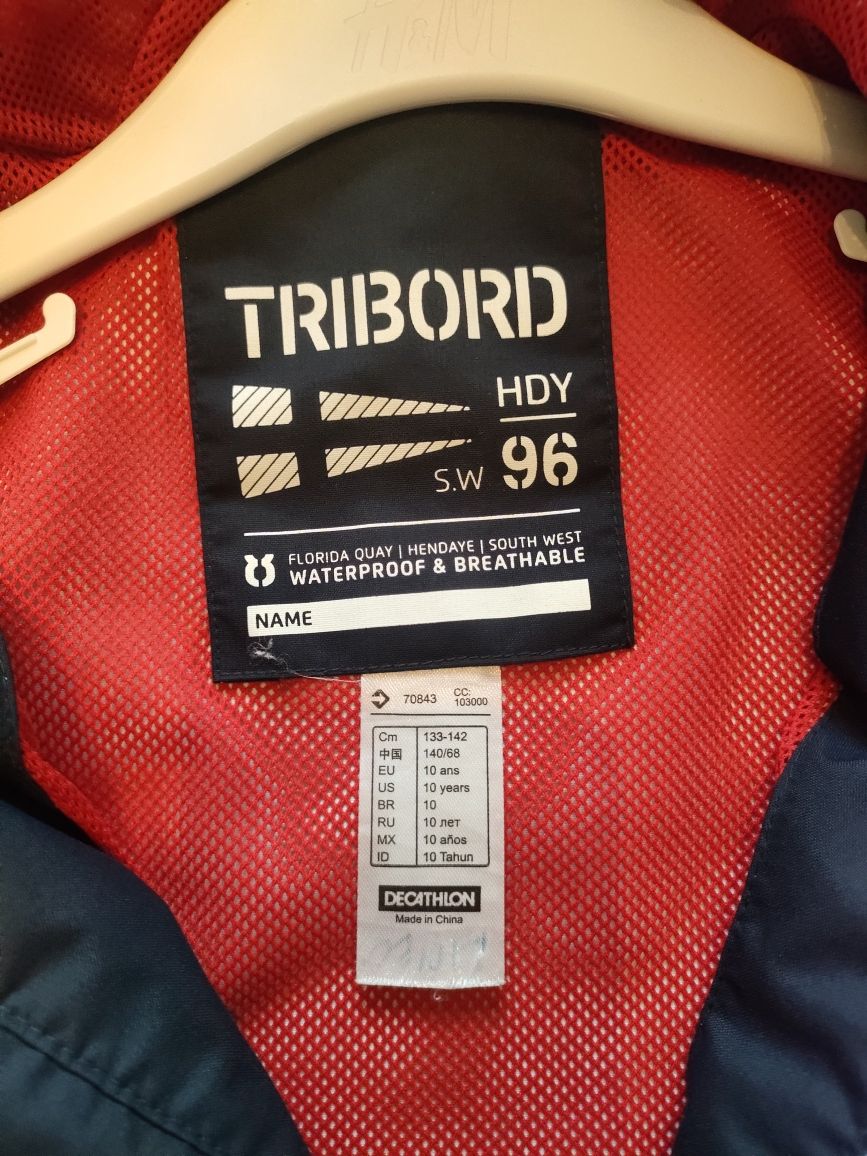 H&M
TRIBORD
HDY
S.W 96
FLORIDA QUAY | HENDAYE | SOUTH WEST
WATERPROOF & BREATHABLE
NAME
70843 CC: 103000
Cm 133-142
中国 140/68
EU 10 ans
US 10 years
BR 10
RU 10 лет
MX 10 años
ID 10 Tahun
DECATHLON
Made in China